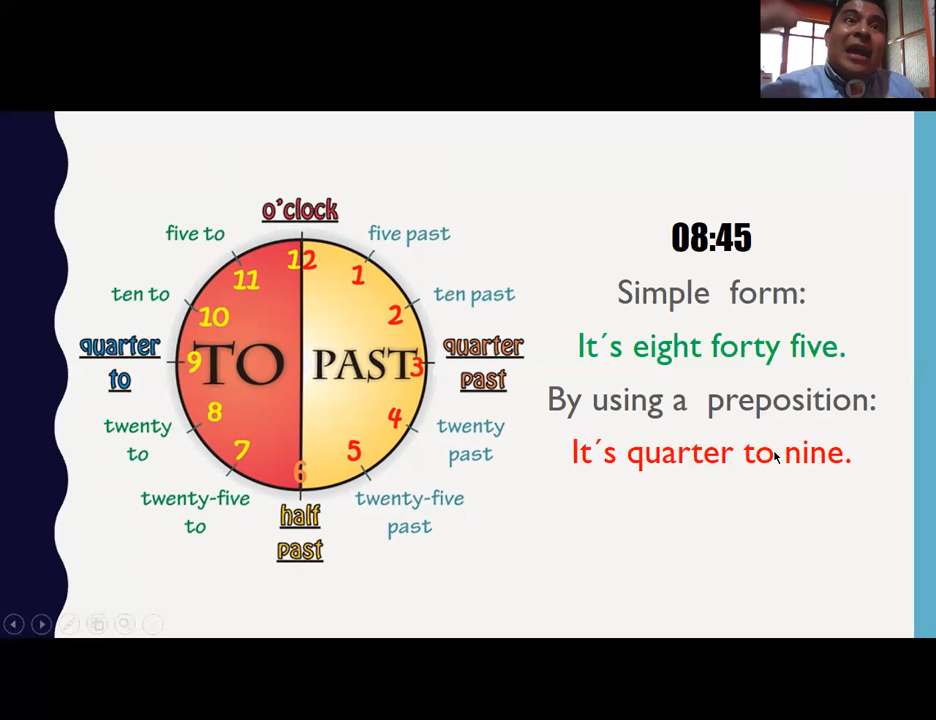 o'clock
five to
five past
ten to
ten past
quarter
to
quarter
past
twenty
to
twenty
past
twenty-five
to
twenty-five
past
half
past
12
1
2
3
4
5
6
7
8
9
10
11
TO
PAST
08:45
Simple form:
It´s eight forty five.
By using a preposition:
It´s quarter to nine.